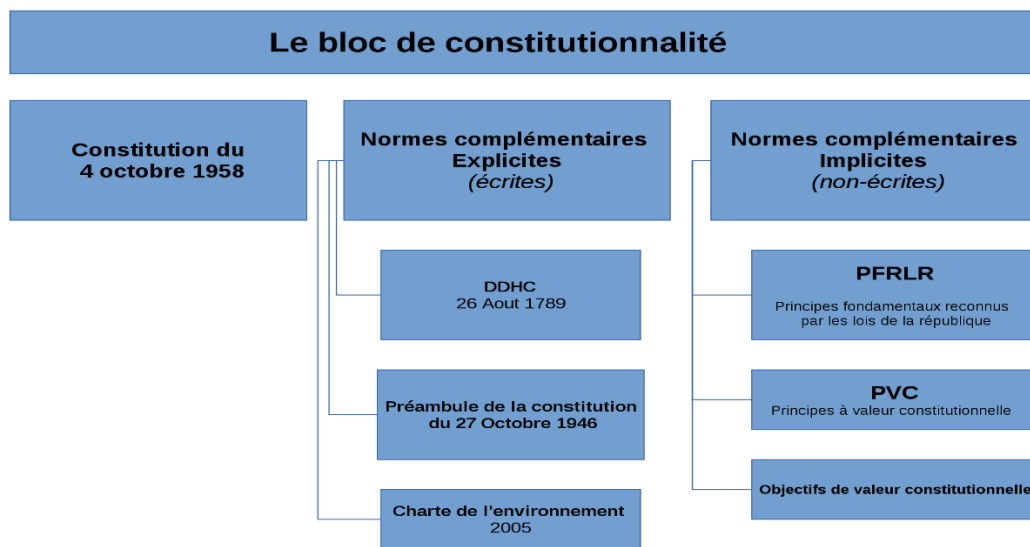 Le bloc de constitutionnalité
Constitution du
4 octobre 1958
Normes complémentaires
Explicites
(écrites)
DDHC
26 Aout 1789
Préambule de la constitution
du 27 Octobre 1946
Charte de l'environnement
2005
Normes complémentaires
Implicites
(non-écrites)
PFRLR
Principes fondamentaux reconnus
par les lois de la république
PVC
Principes à valeur constitutionnelle
Objectifs de valeur constitutionnelle